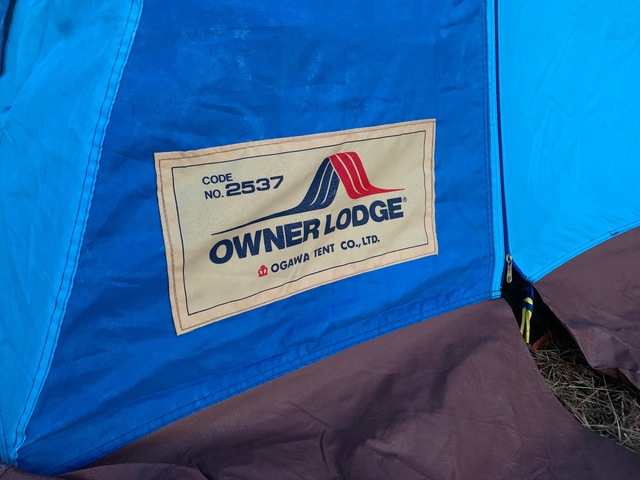 CODE
NO. 2537
OWNER LODGE®
OGAWA TENT CO., LTD.